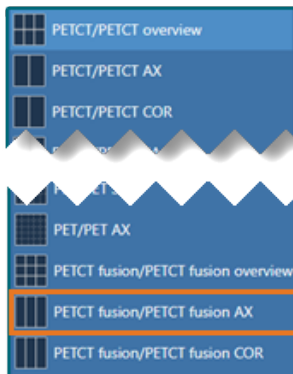 PETCT/PETCT overview
PETCT/PETCT AX
PETCT/PETCT COR
PET/PET AX
PETCT fusion/PETCT fusion overview
PETCT fusion/PETCT fusion AX
PETCT fusion/PETCT fusion COR